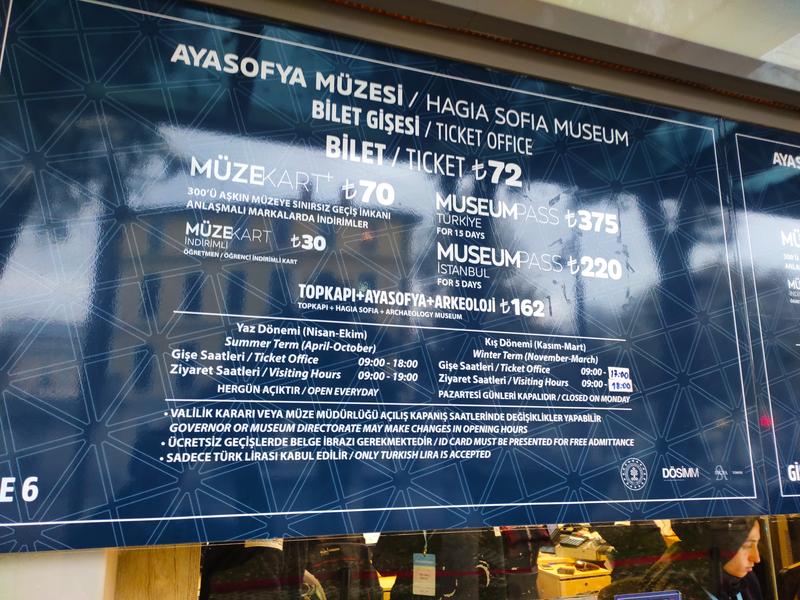 AYASOFYA MÜZESİ / HAGIA SOFIA MUSEUM
BİLET GİŞESİ / TICKET OFFICE
BİLET / TICKET ₺72
MÜZEKART+ ₺70
300'Ü AŞKIN MÜZEYE SINIRSIZ GEÇİŞ İMKANI
ANLAŞMALI MARKALARDA İNDİRİMLER
MÜZEKART ₺30
İNDİRİMLİ
ÖĞRETMEN / ÖĞRENCİ İNDİRİMLİ KART
MUSEUMPASS ₺375
TÜRKİYE
FOR 15 DAYS
MUSEUMPASS ₺220
İSTANBUL
FOR 5 DAYS
TOPKAPI+AYASOFYA+ARKEOLOJİ ₺162
TOPKAPI + HAGIA SOFIA + ARCHAEOLOGY MUSEUM
Yaz Dönemi (Nisan-Ekim)
Summer Term (April-October)
Gişe Saatleri / Ticket Office 09:00 - 18:00
Ziyaret Saatleri / Visiting Hours 09:00 - 19:00
HERGÜN AÇIKTIR / OPEN EVERYDAY
Kış Dönemi (Kasım-Mart)
Winter Term (November-March)
Gişe Saatleri / Ticket Office 09:00 - 17:00
Ziyaret Saatleri / Visiting Hours 09:00 - 18:00
PAZARTESİ GÜNLERİ KAPALIDIR / CLOSED ON MONDAY
• VALİLİK KARARI VEYA MÜZE MÜDÜRLÜĞÜ AÇILIŞ KAPANIŞ SAATLERİNDE DEĞİŞİKLİKLER YAPABİLİR
GOVERNOR OR MUSEUM DIRECTORATE MAY MAKE CHANGES IN OPENING HOURS
• ÜCRETSİZ GEÇİŞLERDE BELGE İBRAZI GEREKMEKTEDİR / ID CARD MUST BE PRESENTED FOR FREE ADMITTANCE
• SADECE TÜRK LİRASI KABUL EDİLİR / ONLY TURKISH LIRA IS ACCEPTED
DÖSİMM
E 6